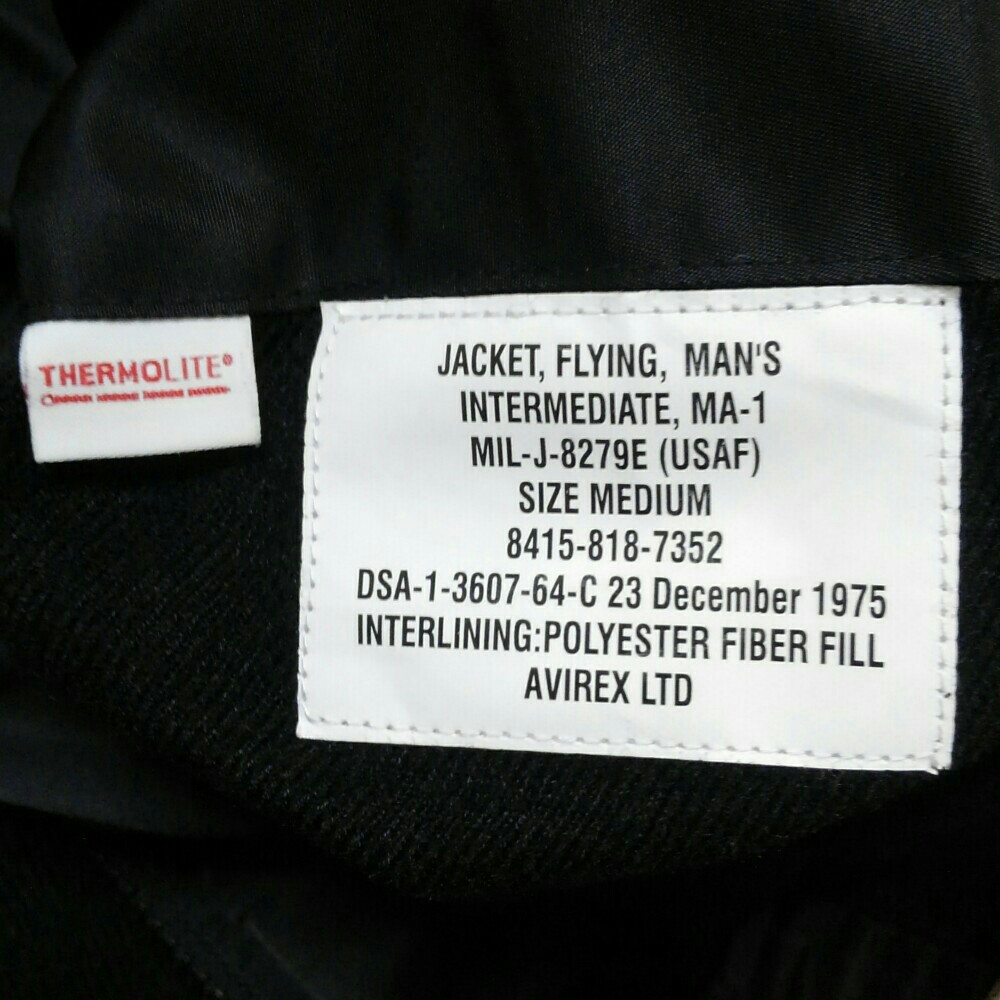 THERMOLITE®
JACKET, FLYING, MAN'S
INTERMEDIATE, MA-1
MIL-J-8279E (USAF)
SIZE MEDIUM
8415-818-7352
DSA-1-3607-64-C 23 December 1975
INTERLINING:POLYESTER FIBER FILL
AVIREX LTD